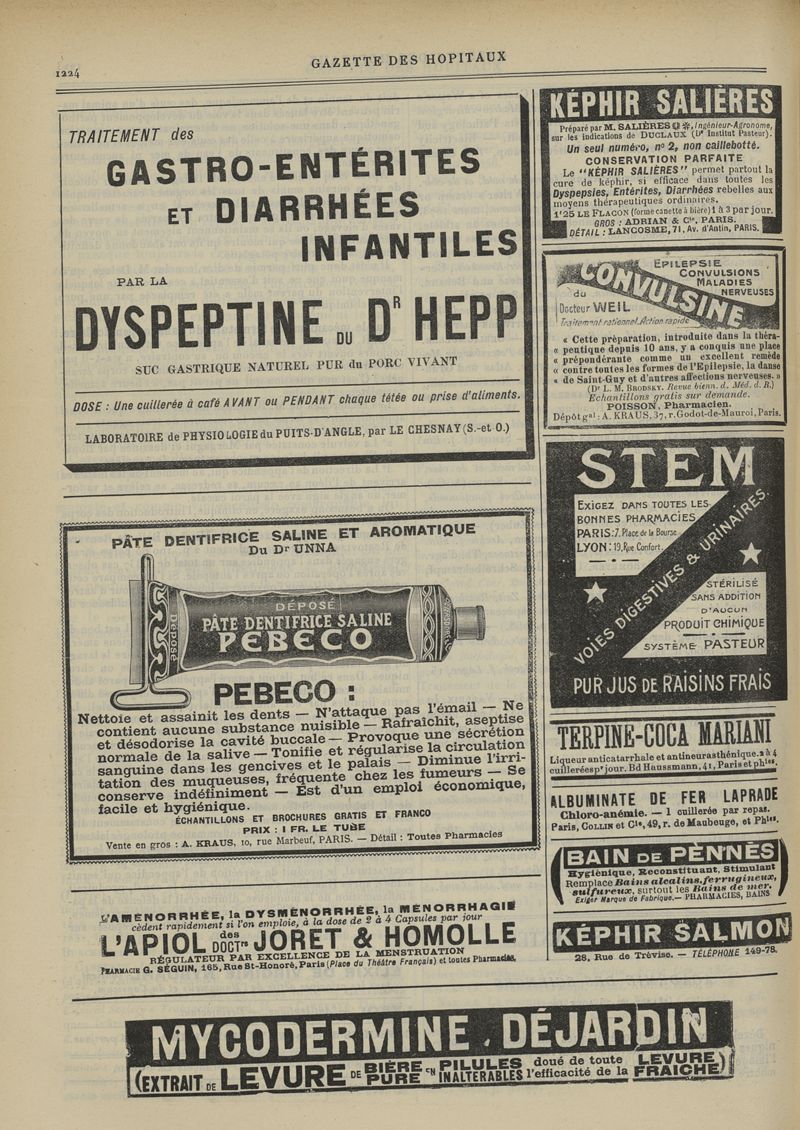 1224
GAZETTE DES HOPITAUX
TRAITEMENT des
GASTRO-ENTÉRITES
ET DIARRHÉES
INFANTILES
PAR LA
DYSPEPTINE DU DR HEPP
SUC GASTRIQUE NATUREL PUR du PORC VIVANT
DOSE : Une cuillerée à café AVANT ou PENDANT chaque tétée ou prise d'aliments.
LABORATOIRE de PHYSIOLOGIE du PUITS-D'ANGLE, par LE CHESNAY (S.-et O.)
PÂTE DENTIFRICE SALINE ET AROMATIQUE
Du Dr UNNA
DÉPOSÉ
DÉPOSÉ
PÂTE DENTIFRICE SALINE
PEBECO
PEBECO :
Nettoie et assainit les dents — N'attaque pas l'émail — Ne
contient aucune substance nuisible — Rafraîchit, aseptise
et désodorise la cavité buccale — Provoque une sécrétion
normale de la salive — Tonifie et régularise la circulation
sanguine dans les gencives et le palais — Diminue l'irri-
tation des muqueuses, fréquente chez les fumeurs — Se
conserve indéfiniment — Est d'un emploi économique,
facile et hygiénique.
ÉCHANTILLONS ET BROCHURES GRATIS ET FRANCO
PRIX : 1 FR. LE TUBE
Vente en gros : A. KRAUS, 10, rue Marbeuf, PARIS. — Détail : Toutes Pharmacies
L'AMÉNORRHÉE, la DYSMÉNORRHÉE, la MÉNORRHAGIE
cèdent rapidement si l'on emploie, à la dose de 2 à 4 Capsules par jour
L'APIOL des DOCTrs JORET & HOMOLLE
RÉGULATEUR PAR EXCELLENCE DE LA MENSTRUATION
PHARMACIE G. SÉGUIN, 165, Rue St-Honoré, Paris (Place du Théâtre Français) et toutes Pharmacies.
KÉPHIR SALIÈRES
Préparé par M. SALIÈRES, Ingénieur-Agronome,
sur les indications de DUCLAUX (Dr Institut Pasteur).
Un seul numéro, n° 2, non caillebotté.
CONSERVATION PARFAITE
Le "KÉPHIR SALIÈRES" permet partout la
cure de képhir, si efficace dans toutes les
Dyspepsies, Entérites, Diarrhées rebelles aux
moyens thérapeutiques ordinaires.
1'25 LE FLACON (forme canette à bière) 1 à 3 par jour.
GROS : ADRIAN & Cie, PARIS.
DÉTAIL : LANCOSME, 71, Av. d'Antin, PARIS.
EPILEPSIE
CONVULSIONS
MALADIES
NERVEUSES
CONVULSINE
du
Docteur WEIL
Traitement rationnel. Action rapide
« Cette préparation, introduite dans la théra-
« peutique depuis 10 ans, y a conquis une place
« prépondérante comme un excellent remède
« contre toutes les formes de l'Epilepsie, la danse
« de Saint-Guy et d'autres affections nerveuses. »
(Dr L. M. BRODSKY. Revue bienn. d. Méd. d. R.)
Echantillons gratis sur demande.
POISSON, Pharmacien.
Dépôt gal : A. KRAUS, 37, r. Godot-de-Mauroi, Paris.
STEM
EXIGEZ DANS TOUTES LES
BONNES PHARMACIES
PARIS: 7, Place de la Bourse
LYON: 19, Rue Confort.
VOIES DIGESTIVES & URINAIRES.
STÉRILISÉ
SANS ADDITION
D'AUCUN
PRODUIT CHIMIQUE
SYSTÈME PASTEUR
PUR JUS DE RAISINS FRAIS
TERPINE-COCA MARIANI
Liqueur anticatarrhale et antineurasthénique. 2 à 4
cuillerées pr jour. Bd Haussmann, 41, Paris et phies.
ALBUMINATE DE FER LAPRADE
Chloro-anémie. — 1 cuillerée par repas.
Paris, COLLIN et Cie, 49, r. de Maubeuge, et Phies.
BAIN DE PENNÈS
Hygiénique, Reconstituant, Stimulant
Remplace Bains alcalins, ferrugineux,
sulfureux, surtout les Bains de mer.
Exiger Marque de Fabrique. — PHARMACIES, BAINS
KÉPHIR SALMON
28, Rue de Trévise. — TÉLÉPHONE 149-78.
MYCODERMINE DÉJARDIN
(EXTRAIT DE LEVURE DE BIÈRE PURE EN PILULES INALTERABLES doué de toute l'efficacité de la LEVURE FRAICHE)